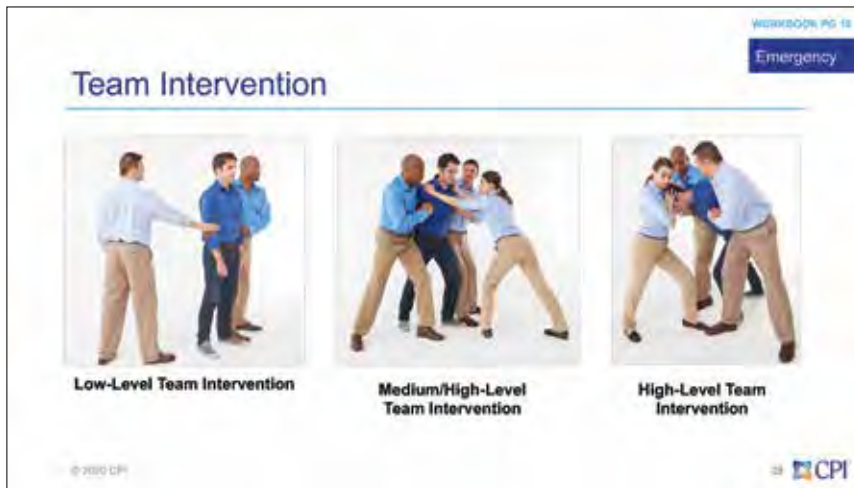 WORKBOOK PG 18
Emergency
Team Intervention
Low-Level Team Intervention
Medium/High-Level
Team Intervention
High-Level Team
Intervention
© 2020 CPI
CPI